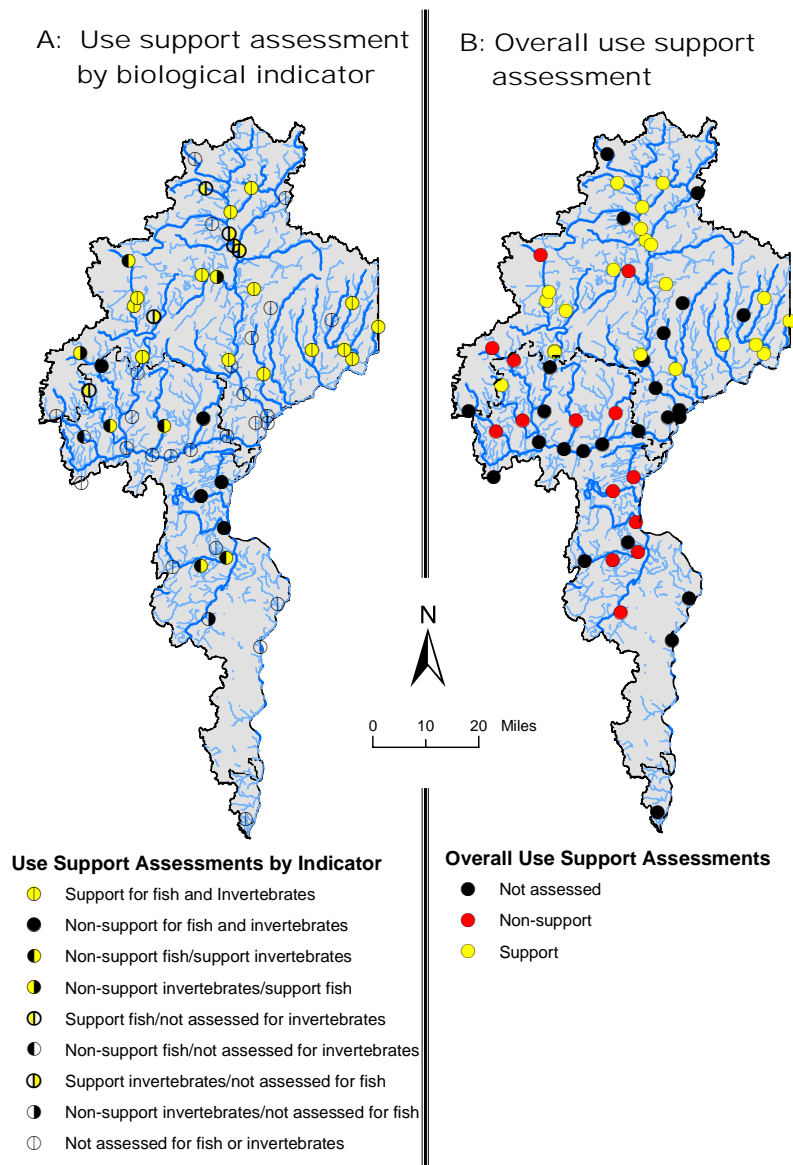 A: Use support assessment
by biological indicator
B: Overall use support
assessment
N
0 10 20 Miles
Use Support Assessments by Indicator
Support for fish and Invertebrates
Non-support for fish and invertebrates
Non-support fish/support invertebrates
Non-support invertebrates/support fish
Support fish/not assessed for invertebrates
Non-support fish/not assessed for invertebrates
Support invertebrates/not assessed for fish
Non-support invertebrates/not assessed for fish
Not assessed for fish or invertebrates
Overall Use Support Assessments
Not assessed
Non-support
Support